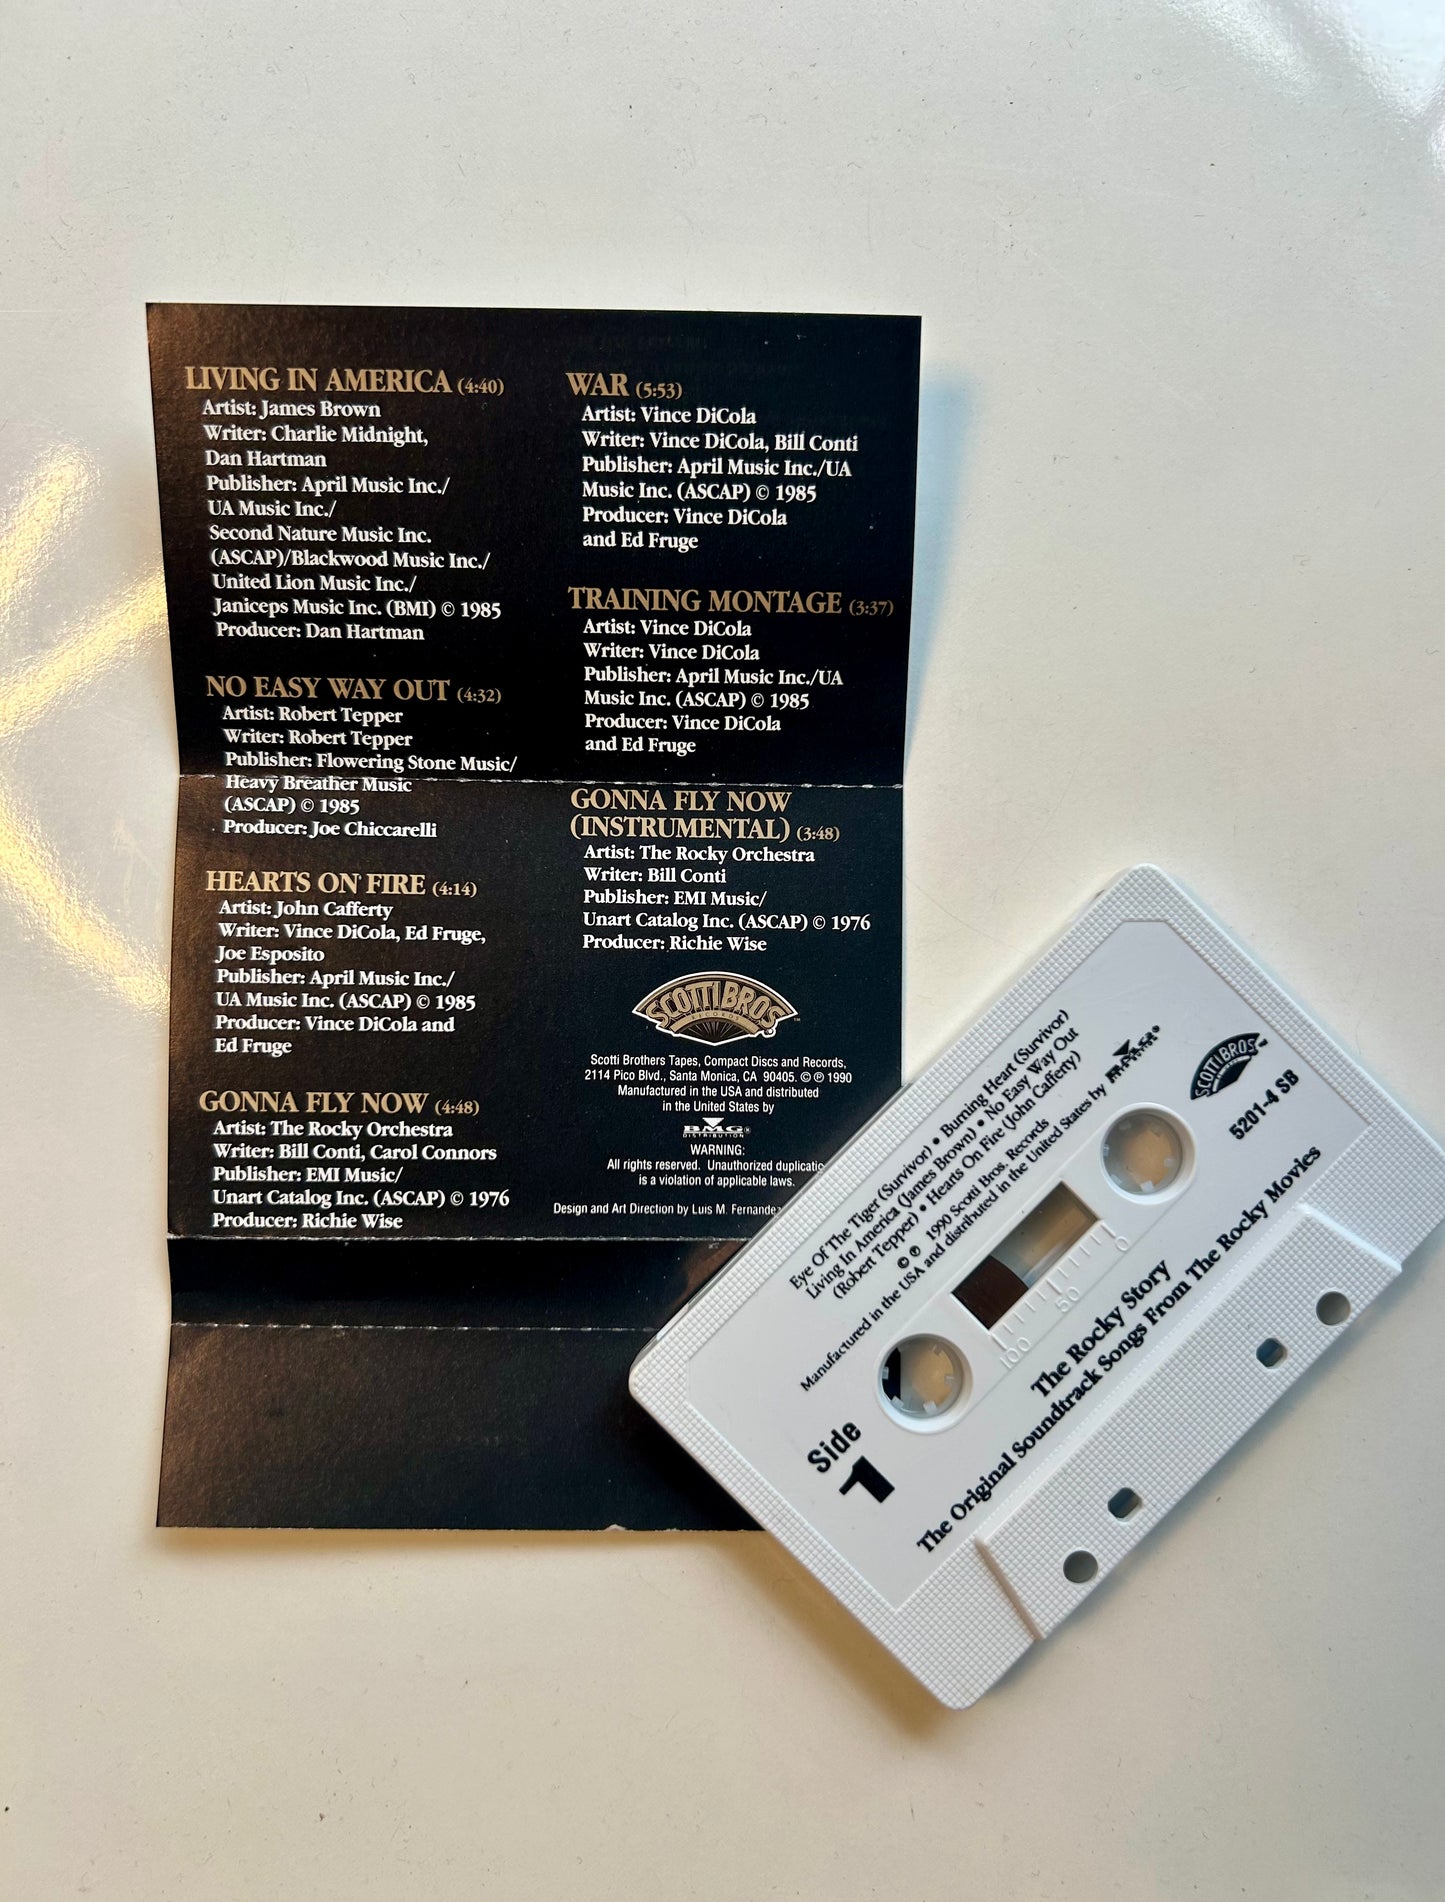 LIVING IN AMERICA (4:40)
Artist: James Brown
Writer: Charlie Midnight,
Dan Hartman
Publisher: April Music Inc./
UA Music Inc./
Second Nature Music Inc.
(ASCAP)/Blackwood Music Inc./
United Lion Music Inc./
Janiceps Music Inc. (BMI) © 1985
Producer: Dan Hartman
NO EASY WAY OUT (4:32)
Artist: Robert Tepper
Writer: Robert Tepper
Publisher: Flowering Stone Music/
Heavy Breather Music
(ASCAP) © 1985
Producer: Joe Chiccarelli
HEARTS ON FIRE (4:14)
Artist: John Cafferty
Writer: Vince DiCola, Ed Fruge,
Joe Esposito
Publisher: April Music Inc./
UA Music Inc. (ASCAP) © 1985
Producer: Vince DiCola and
Ed Fruge
GONNA FLY NOW (4:48)
Artist: The Rocky Orchestra
Writer: Bill Conti, Carol Connors
Publisher: EMI Music/
Unart Catalog Inc. (ASCAP) © 1976
Producer: Richie Wise
WAR (5:53)
Artist: Vince DiCola
Writer: Vince DiCola, Bill Conti
Publisher: April Music Inc./UA
Music Inc. (ASCAP) © 1985
Producer: Vince DiCola
and Ed Fruge
TRAINING MONTAGE (3:37)
Artist: Vince DiCola
Writer: Vince DiCola
Publisher: April Music Inc./UA
Music Inc. (ASCAP) © 1985
Producer: Vince DiCola
and Ed Fruge
GONNA FLY NOW
(INSTRUMENTAL) (3:48)
Artist: The Rocky Orchestra
Writer: Bill Conti
Publisher: EMI Music/
Unart Catalog Inc. (ASCAP) © 1976
Producer: Richie Wise
SCOTTI BROS
RECORDS
Scotti Brothers Tapes, Compact Discs and Records,
2114 Pico Blvd., Santa Monica, CA 90405. © ℗ 1990
Manufactured in the USA and distributed
in the United States by
BMG®
DISTRIBUTION
WARNING:
All rights reserved. Unauthorized duplicatio
is a violation of applicable laws.
Design and Art Direction by Luis M. Fernande
Eye Of The Tiger (Survivor) • Burning Heart (Survivor)
Living In America (James Brown) • No Easy Way Out
(Robert Tepper) • Hearts On Fire (John Cafferty)
© ℗ 1990 Scotti Bros. Records
Manufactured in the USA and distributed in the United States by
SCOTTI BROS
5201-4 SB
100 50 0
Side
1
The Rocky Story
The Original Soundtrack Songs From The Rocky Movies